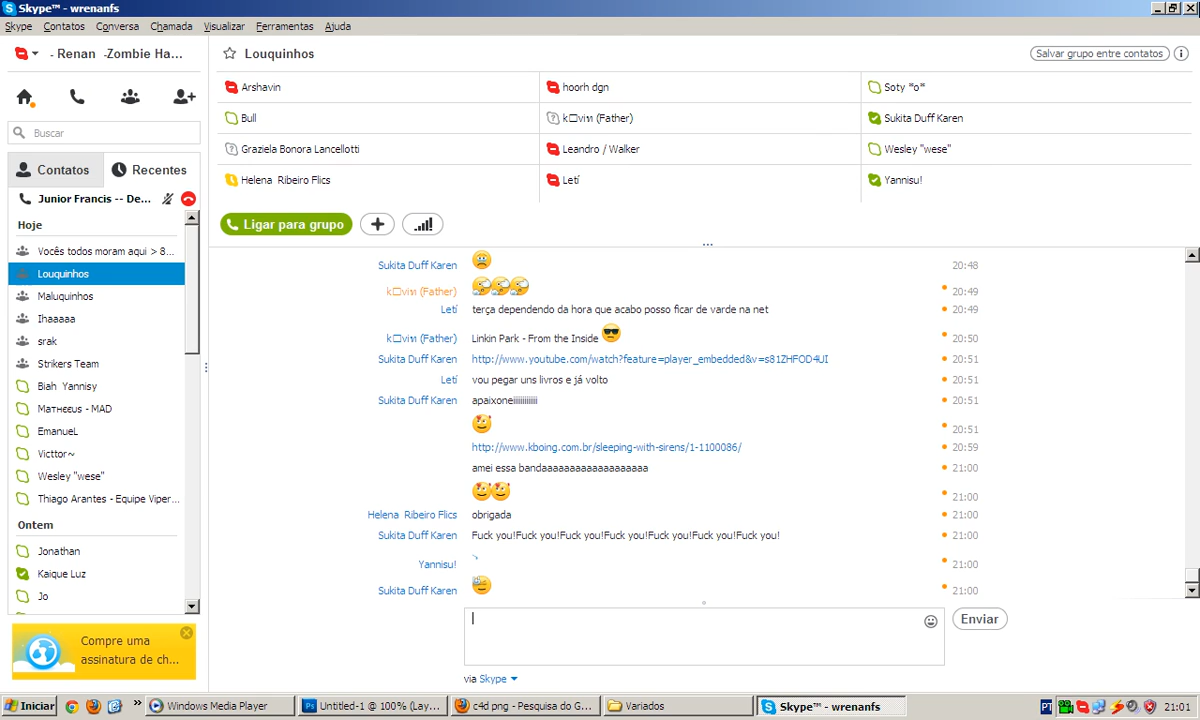 Skype™ - wrenanfs
Skype Contatos Conversa Chamada Visualizar Ferramentas Ajuda
- Renan -Zombie Ha...
Louquinhos
Salvar grupo entre contatos
Arshavin
hoorh dgn
Soty *o*
Bull
(Father)
Sukita Duff Karen
Graziela Bonora Lancellotti
Leandro / Walker
Wesley "wese"
Helena Ribeiro Flics
Letí
Yannisu!
Buscar
Contatos
Recentes
Junior Francis -- De...
Ligar para grupo
Hoje
Vocês todos moram aqui > 8...
Louquinhos
Maluquinhos
Ihaaaaa
srak
Strikers Team
Biah Yannisy
Mᴀᴛʜᴇᴜs - MAD
EmanueL
Victtor~
Wesley "wese"
Thiago Arantes - Equipe Viper...
Ontem
Jonathan
Kaique Luz
Jo
Compre uma
assinatura de ch...
Sukita Duff Karen 20:48
(Father) 20:49
Letí terça dependendo da hora que acabo posso ficar de varde na net 20:49
(Father) Linkin Park - From the Inside 20:50
Sukita Duff Karen http://www.youtube.com/watch?feature=player_embedded&v=s81ZHFOD4UI 20:51
Letí vou pegar uns livros e já volto 20:51
Sukita Duff Karen apaixoneiiiiiiiiiiiii 20:51
20:51
http://www.kboing.com.br/sleeping-with-sirens/1-1100086/ 20:59
amei essa bandaaaaaaaaaaaaaaaaaaaa 21:00
21:00
Helena Ribeiro Flics obrigada 21:00
Sukita Duff Karen Fuck you!Fuck you!Fuck you!Fuck you!Fuck you!Fuck you!Fuck you! 21:00
Yannisu! 21:00
Sukita Duff Karen 21:00
Enviar
via Skype
Iniciar
Windows Media Player
Untitled-1 @ 100% (Lay...
c4d png - Pesquisa do G...
Variados
Skype™ - wrenanfs
PT
21:01